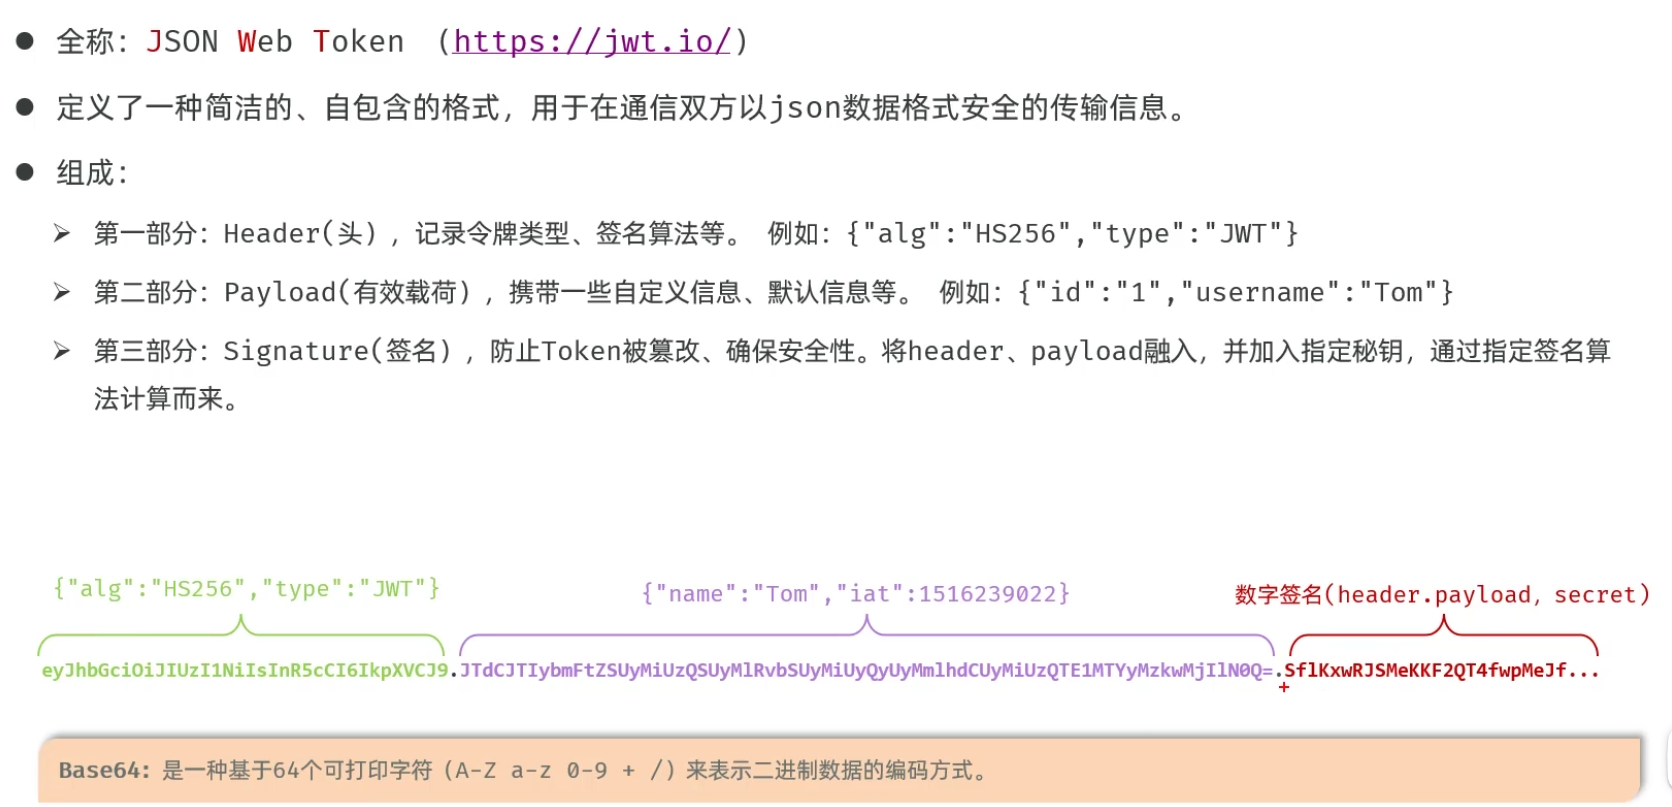 全称：JSON Web Token （https://jwt.io/）
定义了一种简洁的、自包含的格式，用于在通信双方以json数据格式安全的传输信息。
组成：
第一部分：Header(头），记录令牌类型、签名算法等。 例如：{"alg":"HS256","type":"JWT"}
第二部分：Payload(有效载荷），携带一些自定义信息、默认信息等。 例如：{"id":"1","username":"Tom"}
第三部分：Signature(签名），防止Token被篡改、确保安全性。将header、payload融入，并加入指定秘钥，通过指定签名算
法计算而来。
{"alg":"HS256","type":"JWT"} {"name":"Tom","iat":1516239022} 数字签名(header.payload, secret)
eyJhbGciOiJIUzI1NiIsInR5cCI6IkpXVCJ9.JTdCJTIybmFtZSUyMiUzQSUyMlRvbSUyMiUyQyUyMmlhdCUyMiUzQTE1MTYyMzkwMjIlN0Q=.SflKxwRJSMeKKF2QT4fwpMeJf...
Base64: 是一种基于64个可打印字符（A-Z a-z 0-9 + /）来表示二进制数据的编码方式。